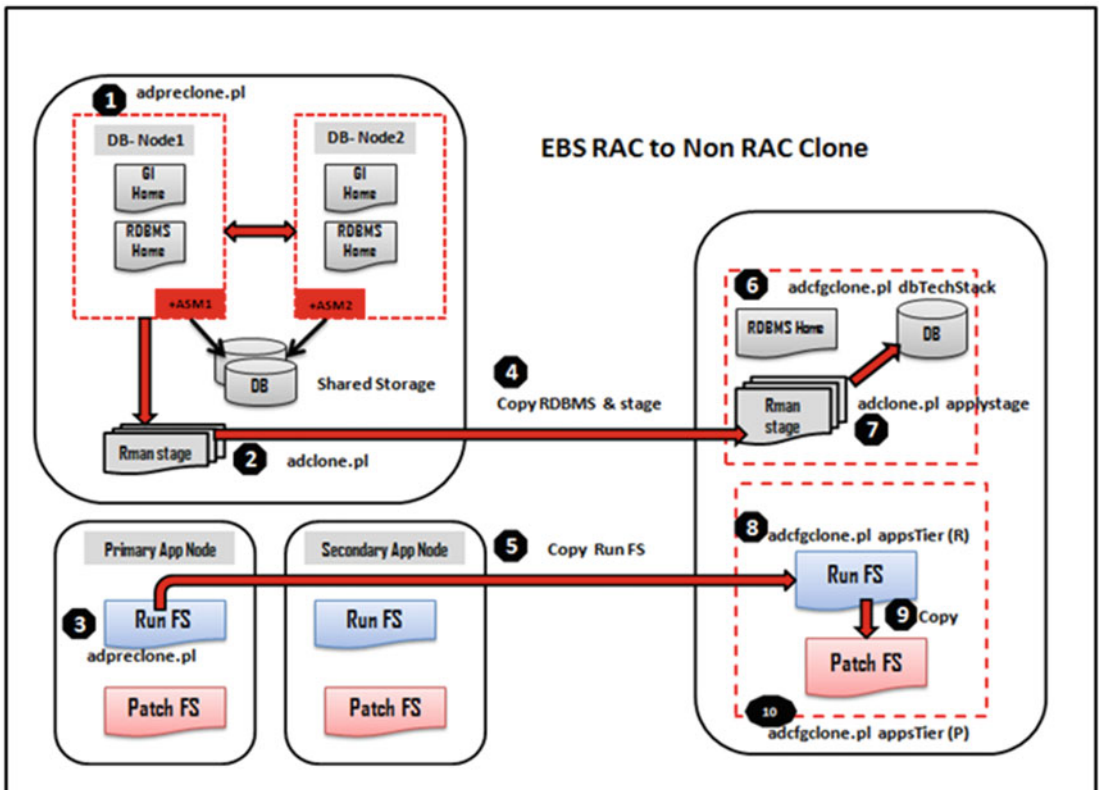 1
adpreclone.pl
DB- Node1
DB- Node2
GI
Home
GI
Home
RDBMS
Home
RDBMS
Home
+ASM1
+ASM2
DB
Shared Storage
Rman stage
2
adclone.pl
EBS RAC to Non RAC Clone
4
Copy RDBMS & stage
6
adcfgclone.pl dbTechStack
RDBMS Home
DB
Rman
stage
adclone.pl applystage
7
Primary App Node
Secondary App Node
5
Copy Run FS
3
Run FS
adpreclone.pl
Run FS
Patch FS
Patch FS
8
adcfgclone.pl appsTier (R)
Run FS
9
Copy
Patch FS
10
adcfgclone.pl appsTier (P)